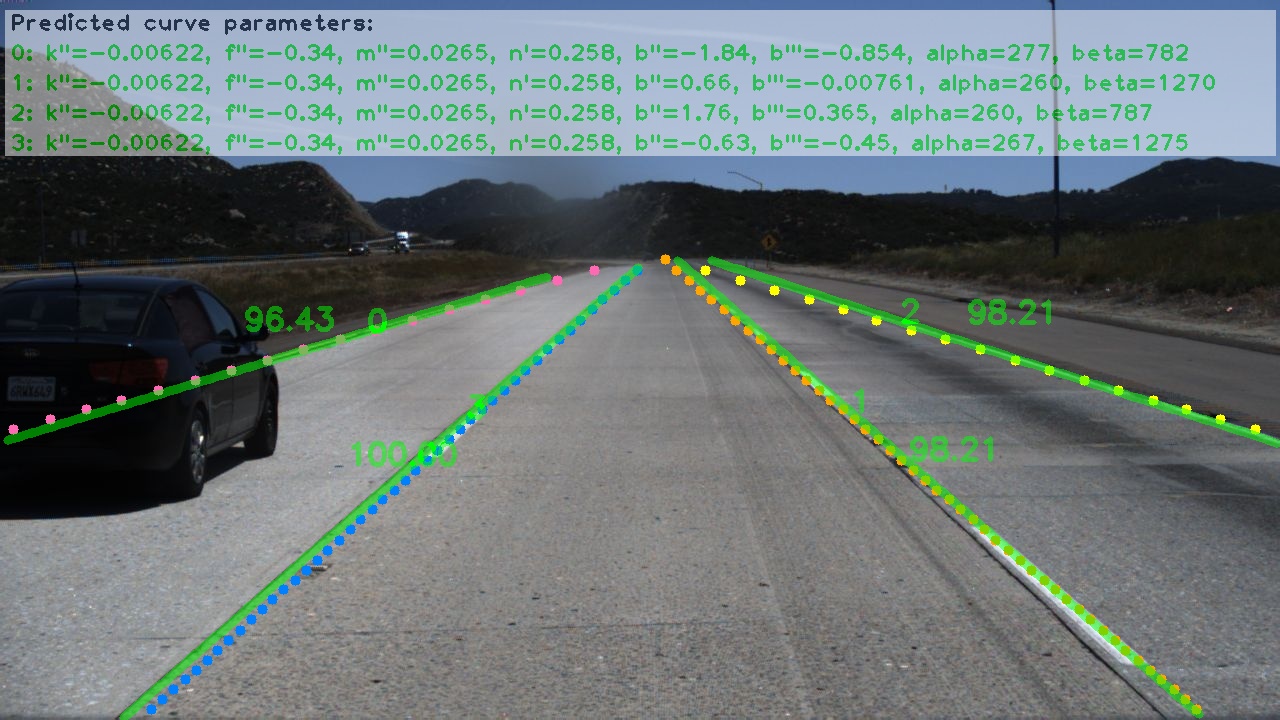 Predicted curve parameters:
0: k''=-0.00622, f''=-0.34, m''=0.0265, n'=0.258, b''=-1.84, b'''=-0.854, alpha=277, beta=782
1: k''=-0.00622, f''=-0.34, m''=0.0265, n'=0.258, b''=0.66, b'''=-0.00761, alpha=260, beta=1270
2: k''=-0.00622, f''=-0.34, m''=0.0265, n'=0.258, b''=1.76, b'''=0.365, alpha=260, beta=787
3: k''=-0.00622, f''=-0.34, m''=0.0265, n'=0.258, b''=-0.63, b'''=-0.45, alpha=267, beta=1275
96.43 0
2 98.21
3
1
100.00
98.21
6RWX649